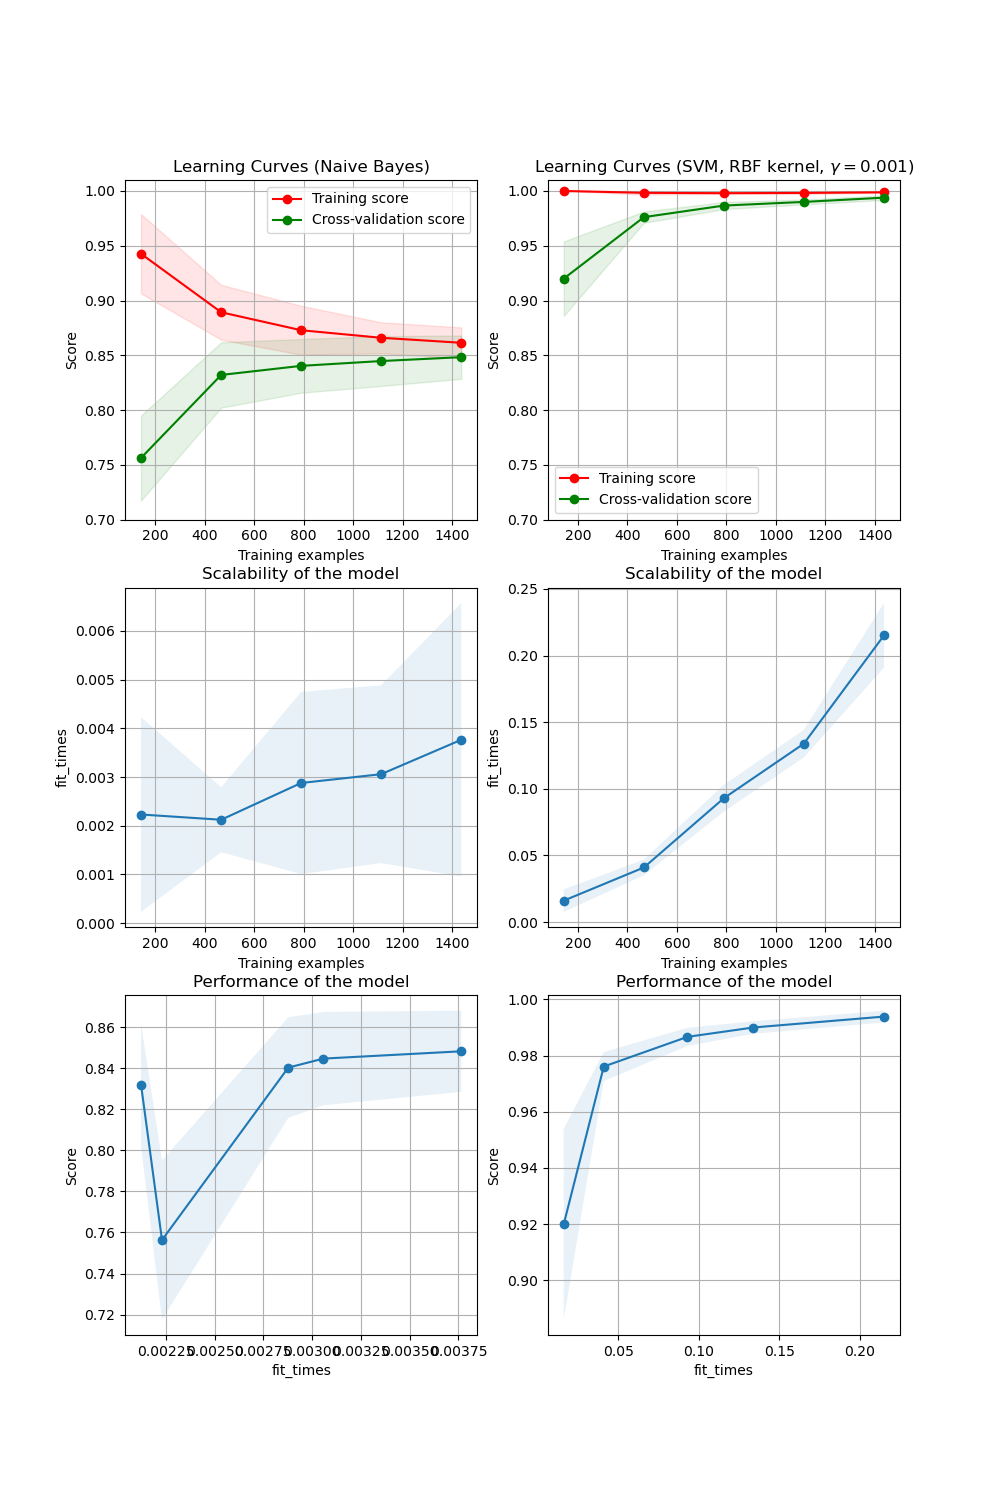 Learning Curves (Naive Bayes)
1.00
0.95
0.90
0.85
0.80
0.75
0.70
Score
Training score
Cross-validation score
200 400 600 800 1000 1200 1400
Training examples
Learning Curves (SVM, RBF kernel, γ = 0.001)
1.00
0.95
0.90
0.85
0.80
0.75
0.70
Score
Training score
Cross-validation score
200 400 600 800 1000 1200 1400
Training examples
Scalability of the model
0.006
0.005
0.004
0.003
0.002
0.001
0.000
fit_times
200 400 600 800 1000 1200 1400
Training examples
Scalability of the model
0.25
0.20
0.15
0.10
0.05
0.00
fit_times
200 400 600 800 1000 1200 1400
Training examples
Performance of the model
0.86
0.84
0.82
0.80
0.78
0.76
0.74
0.72
Score
0.00225 0.00250 0.00275 0.00300 0.00325 0.00350 0.00375
fit_times
Performance of the model
1.00
0.98
0.96
0.94
0.92
0.90
Score
0.05 0.10 0.15 0.20
fit_times